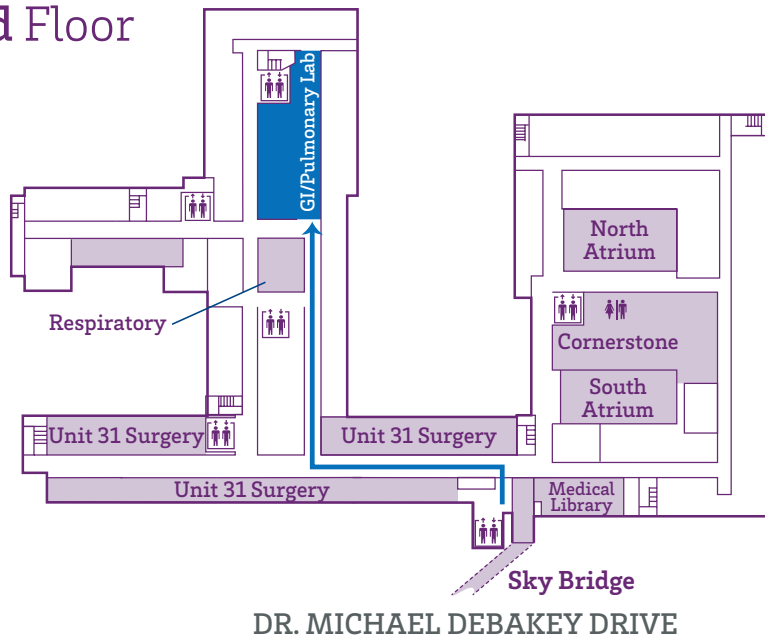 d Floor
GI/Pulmonary Lab
North
Atrium
Respiratory
Cornerstone
South
Atrium
Unit 31 Surgery
Unit 31 Surgery
Unit 31 Surgery
Medical
Library
Sky Bridge
DR. MICHAEL DEBAKEY DRIVE